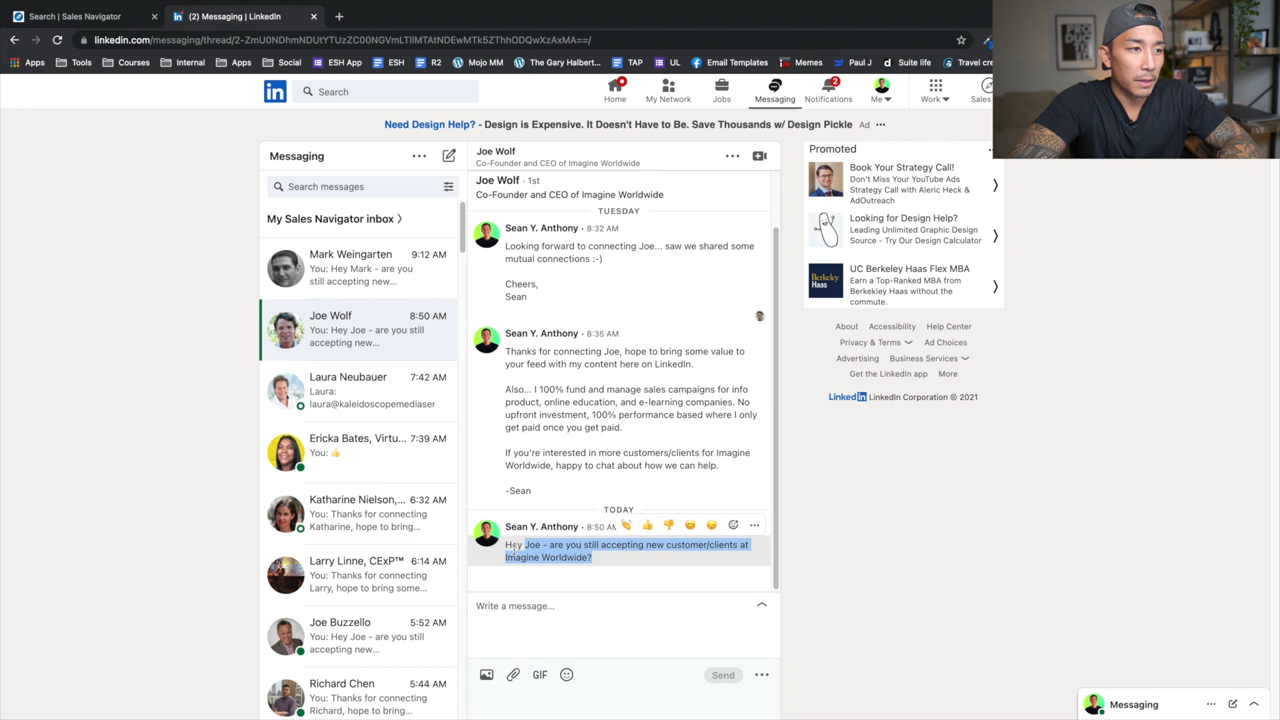 Search | Sales Navigator
(2) Messaging | LinkedIn
linkedin.com/messaging/thread/2-ZmU0NDhmNDUtYTUzZC00NGVmLTllMTAtNDEwMTk5ZThhODQwXzAxMA==/
Apps
Tools
Courses
Internal
Apps
Social
ESH App
ESH
R2
Mojo MM
The Gary Halbert...
TAP
UL
Email Templates
Memes
Paul J
Suite life
Travel cre
in
Search
Home
My Network
Jobs
Messaging
2
Notifications
Me
Work
Sales
Need Design Help? - Design is Expensive. It Doesn't Have to Be. Save Thousands w/ Design Pickle Ad
Messaging
Search messages
My Sales Navigator inbox
Mark Weingarten 9:12 AM
You: Hey Mark - are you
still accepting new...
Joe Wolf 8:50 AM
You: Hey Joe - are you still
accepting new...
Laura Neubauer 7:42 AM
Laura:
laura@kaleidoscopemediaser
Ericka Bates, Virtu... 7:39 AM
You: 👍
Katharine Nielson,... 6:32 AM
You: Thanks for connecting
Katharine, hope to bring...
Larry Linne, CExP™ 6:14 AM
You: Thanks for connecting
Larry, hope to bring some...
Joe Buzzello 5:52 AM
You: Hey Joe - are you still
accepting new...
Richard Chen 5:44 AM
You: Thanks for connecting
Richard, hope to bring...
Joe Wolf
Co-Founder and CEO of Imagine Worldwide
Joe Wolf · 1st
Co-Founder and CEO of Imagine Worldwide
TUESDAY
Sean Y. Anthony · 8:32 AM
Looking forward to connecting Joe... saw we shared some
mutual connections :-)
Cheers,
Sean
Sean Y. Anthony · 8:35 AM
Thanks for connecting Joe, hope to bring some value to
your feed with my content here on LinkedIn.
Also... I 100% fund and manage sales campaigns for info
product, online education, and e-learning companies. No
upfront investment, 100% performance based where I only
get paid once you get paid.
If you're interested in more customers/clients for Imagine
Worldwide, happy to chat about how we can help.
-Sean
TODAY
Sean Y. Anthony · 8:50 AM
Hey Joe - are you still accepting new customer/clients at
Imagine Worldwide?
Write a message...
GIF
Send
Promoted
Book Your Strategy Call!
Don't Miss Your YouTube Ads
Strategy Call with Aleric Heck &
AdOutreach
Looking for Design Help?
Leading Unlimited Graphic Design
Source - Try Our Design Calculator
Berkeley
Haas
UC Berkeley Haas Flex MBA
Earn a Top-Ranked MBA from
Berkekley Haas without the
commute.
About Accessibility Help Center
Privacy & Terms Ad Choices
Advertising Business Services
Get the LinkedIn app More
LinkedIn LinkedIn Corporation © 2021
Messaging